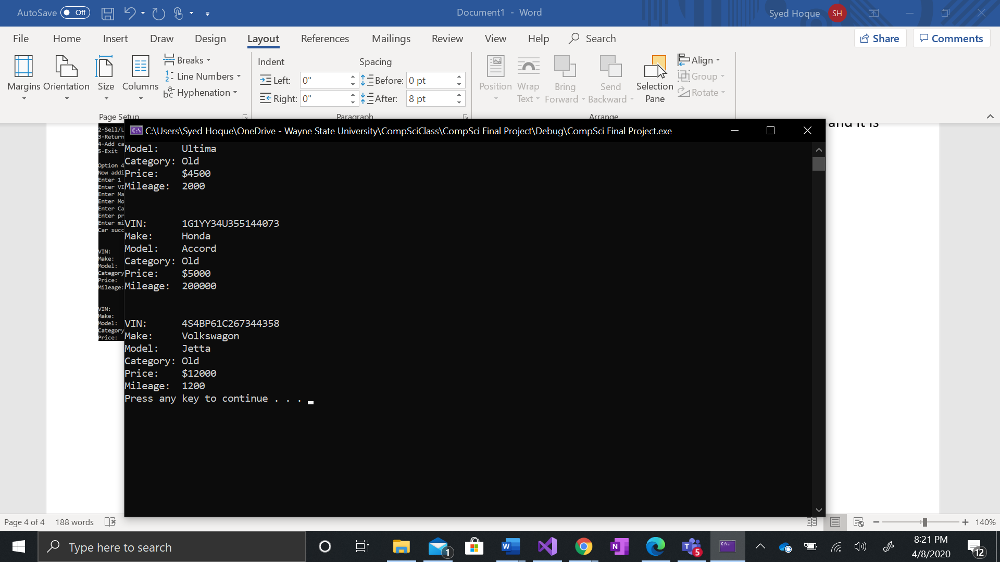 AutoSave Off Document1 - Word Syed Hoque SH
File Home Insert Draw Design Layout References Mailings Review View Help Search Share Comments
Margins Orientation Size Columns Breaks Line Numbers Hyphenation
Page Setup
Indent Spacing
Left: 0" Before: 0 pt
Right: 0" After: 8 pt
Paragraph
Position Wrap Text Bring Forward Send Backward Selection Pane Align Group Rotate
Arrange
and it is
2-Sell/L
3-Return
4-Add ca
5-Exit
Option 4
Now addi
Enter 1
Enter VI
Enter Ma
Enter Mo
Enter Ca
Enter pr
Enter mi
Car succ
VIN:
Make:
Model:
Category
Price:
Mileage:
VIN:
Make:
Model:
Category
Price:
C:\Users\Syed Hoque\OneDrive - Wayne State University\CompSciClass\CompSci Final Project\Debug\CompSci Final Project.exe
Model: Ultima
Category: Old
Price: $4500
Mileage: 2000
VIN: 1G1YY34U355144073
Make: Honda
Model: Accord
Category: Old
Price: $5000
Mileage: 200000
VIN: 4S4BP61C267344358
Make: Volkswagon
Model: Jetta
Category: Old
Price: $12000
Mileage: 1200
Press any key to continue . . .
Page 4 of 4 188 words 140%
Type here to search 1 5 8:21 PM 12
4/8/2020